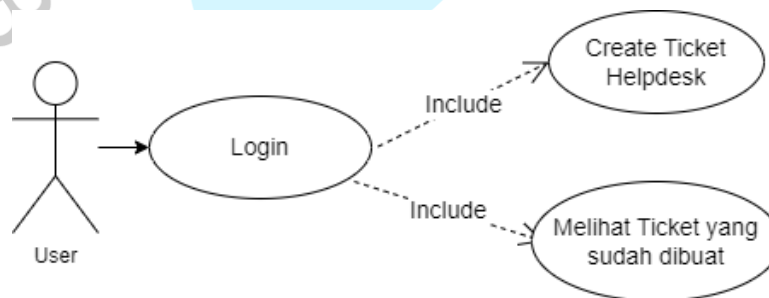 Create Ticket
Helpdesk
Include
Login
Include
Melihat Ticket yang
sudah dibuat
User